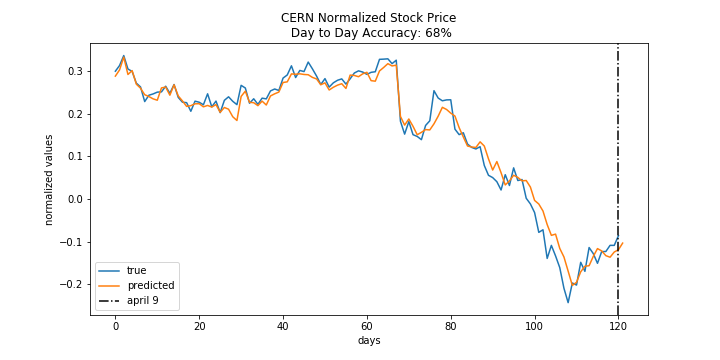 CERN Normalized Stock Price
Day to Day Accuracy: 68%
normalized values
0.3
0.2
0.1
0.0
−0.1
−0.2
true
predicted
april 9
0 20 40 60 80 100 120
days